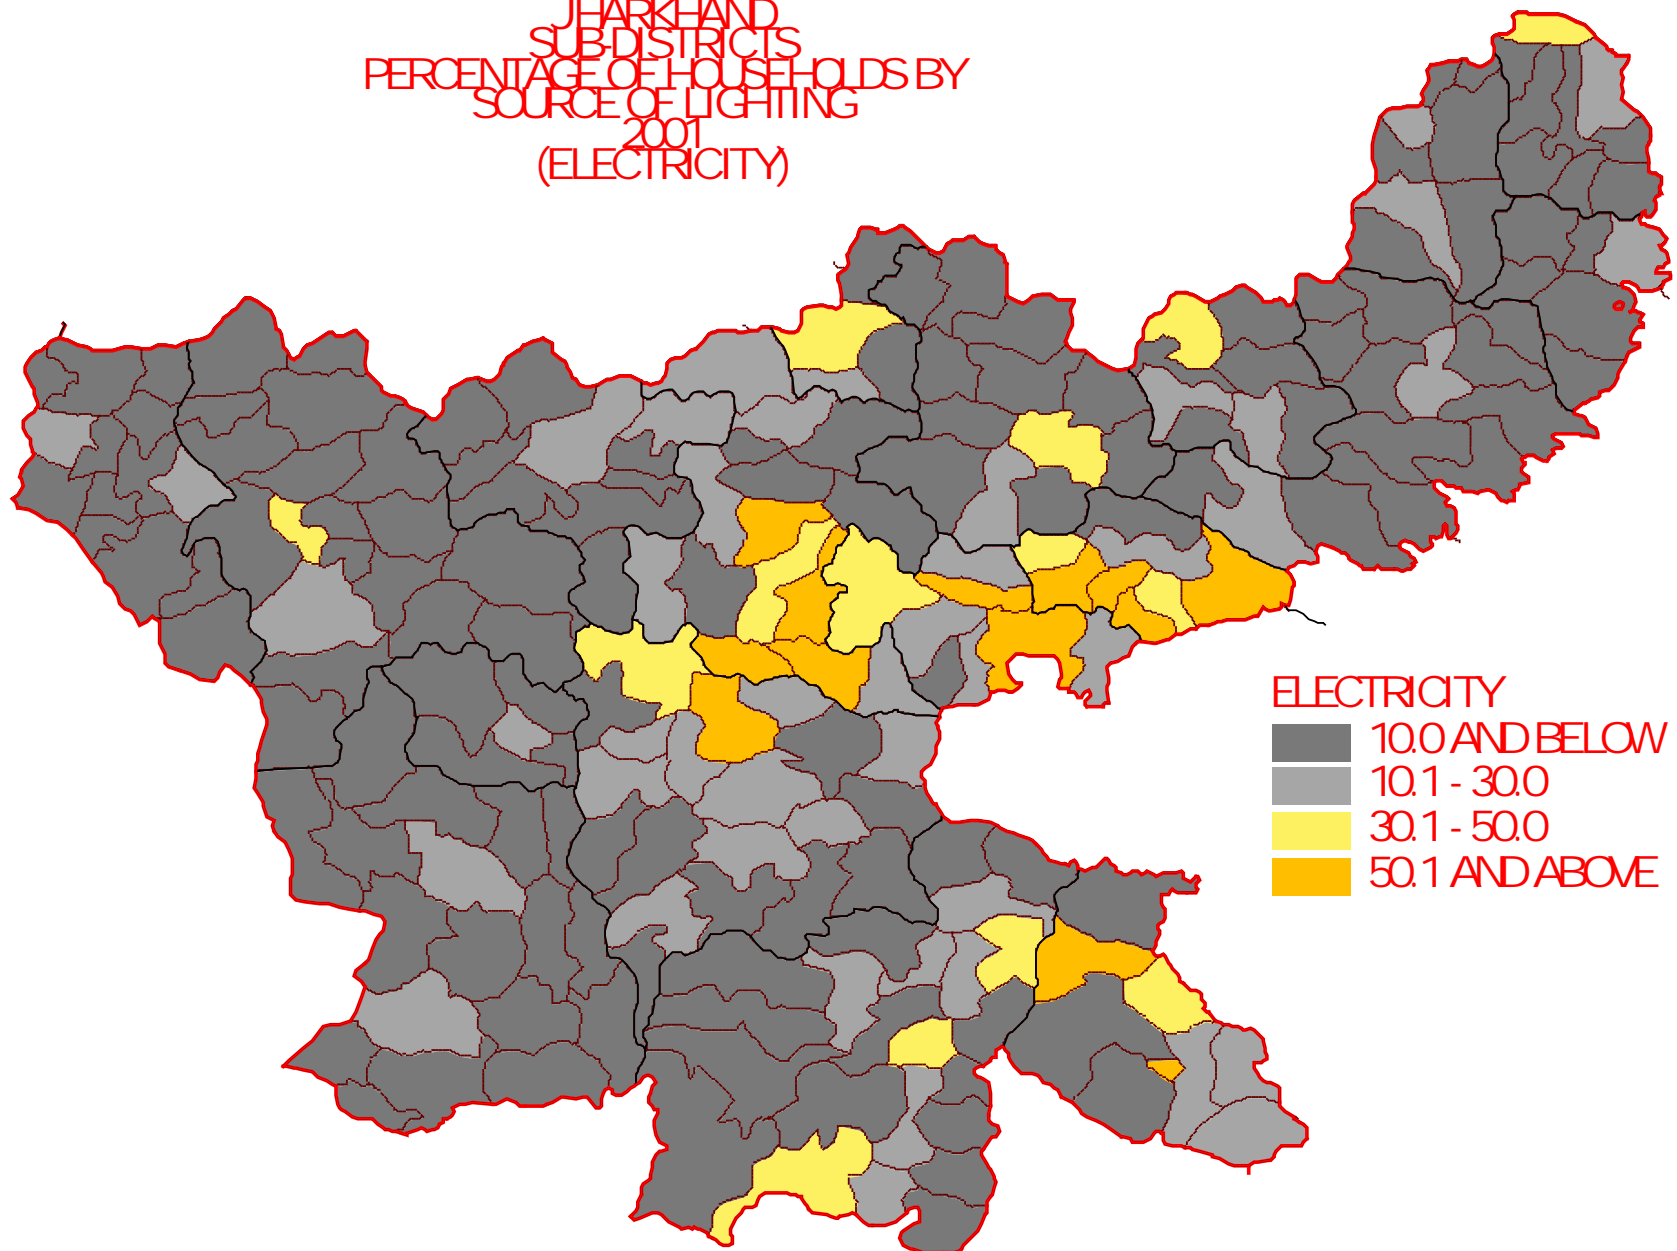 JHARKHAND
SUB-DISTRICTS
PERCENTAGE OF HOUSEHOLDS BY
SOURCE OF LIGHTING
2001
(ELECTRICITY)
ELECTRICITY
10.0 AND BELOW
10.1 - 30.0
30.1 - 50.0
50.1 AND ABOVE